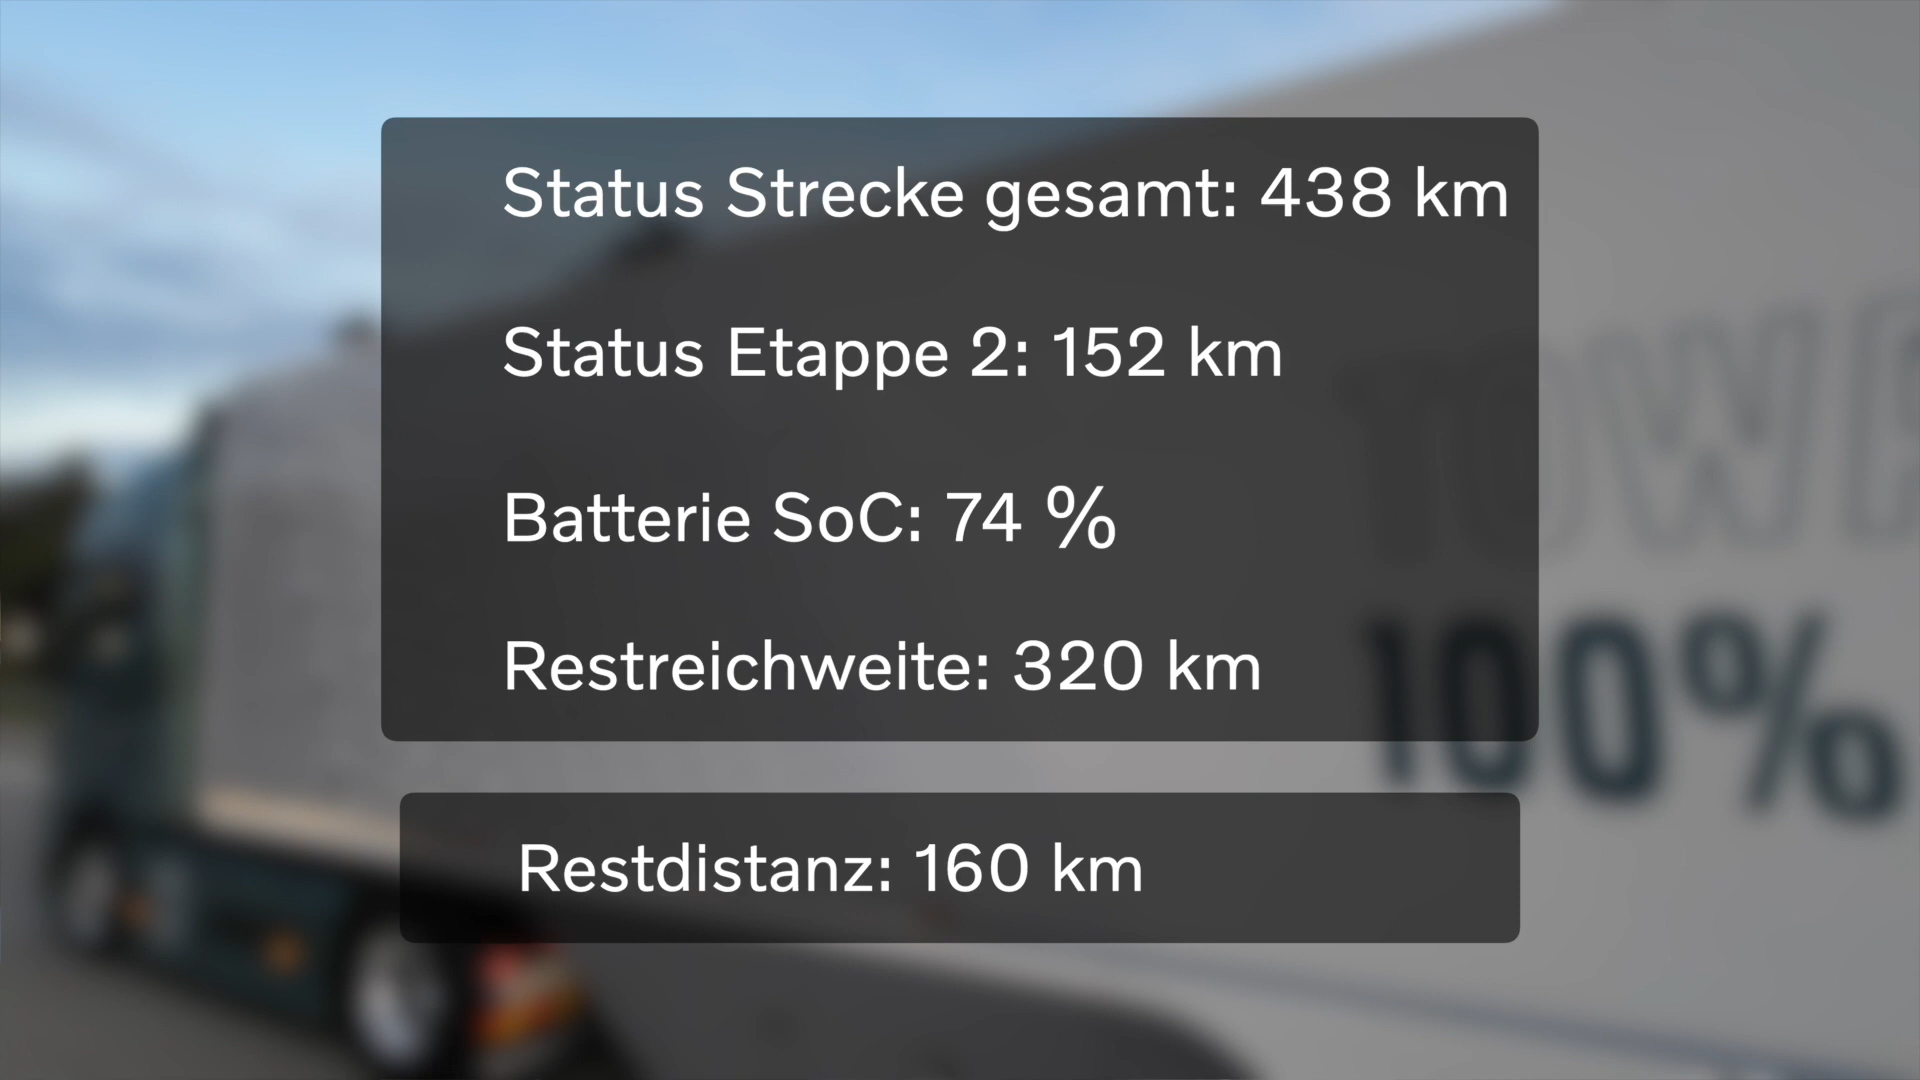 Status Strecke gesamt: 438 km
Status Etappe 2: 152 km
Batterie SoC: 74 %
Restreichweite: 320 km
100%
Restdistanz: 160 km